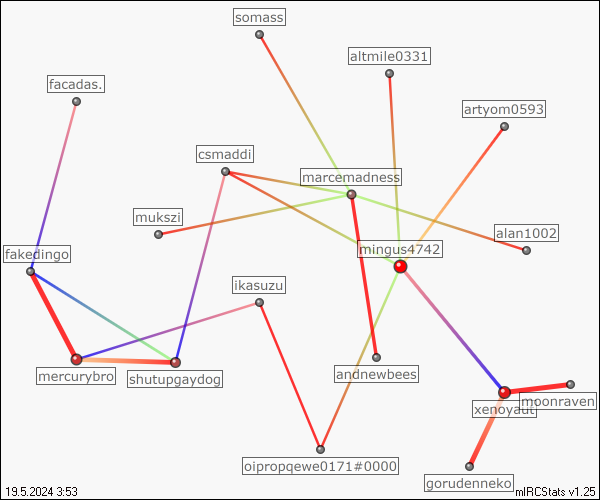 somass
altmile0331
facadas.
artyom0593
csmaddi
marcemadness
mukszi
alan1002
mingus4742
fakedingo
ikasuzu
andnewbees
mercurybro
shutupgaydog
moonraven
xenoyaut
oipropqewe0171#0000
gorudenneko
19.5.2024 3:53
mIRCStats v1.25